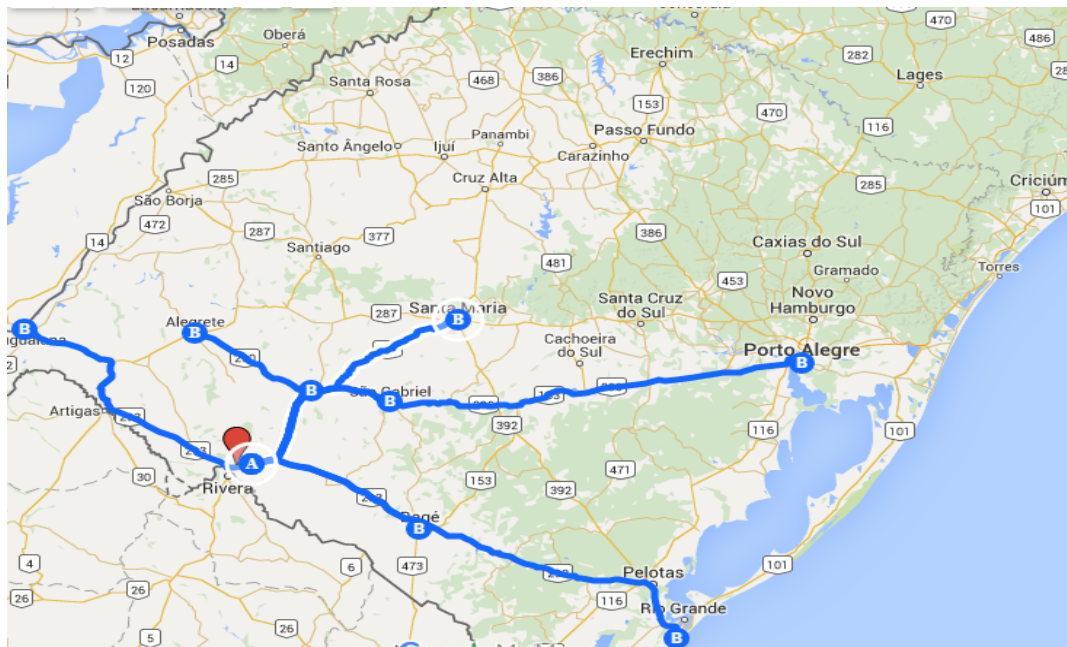 Posadas
Oberá
12
14
120
Santa Rosa
468
386
Erechim
470
282
486
Lages
153
470
116
Santo Ângelo
Ijuí
Panambi
Passo Fundo
Carazinho
Cruz Alta
285
São Borja
285
Criciúm
101
472
287
377
14
Santiago
386
Caxias do Sul
481
453
Gramado
Torres
Novo
Hamburgo
Santa Cruz
do Sul
287
Santa Maria
B
B
Alegrete
B
Cachoeira
do Sul
Porto Alegre
B
B
São Gabriel
B
Artigas
392
116
101
A
Rivera
30
153
471
392
Bagé
B
4
6
473
26
26
26
5
Pelotas
116
101
Rio Grande
B